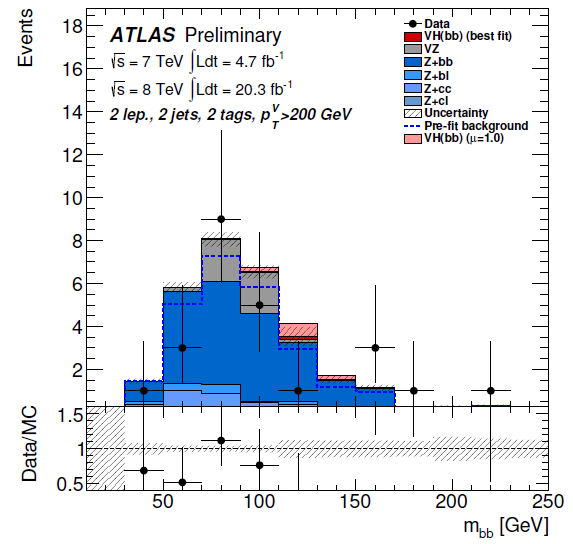 Events
18
16
14
12
10
8
6
4
2
ATLAS Preliminary
√s = 7 TeV ∫Ldt = 4.7 fb⁻¹
√s = 8 TeV ∫Ldt = 20.3 fb⁻¹
2 lep., 2 jets, 2 tags, p_T^V>200 GeV
Data
VH(bb) (best fit)
VZ
Z+bb
Z+bl
Z+cc
Z+cl
Uncertainty
Pre-fit background
VH(bb) (μ=1.0)
Data/MC
1.5
1
0.5
50 100 150 200 250
m_bb [GeV]